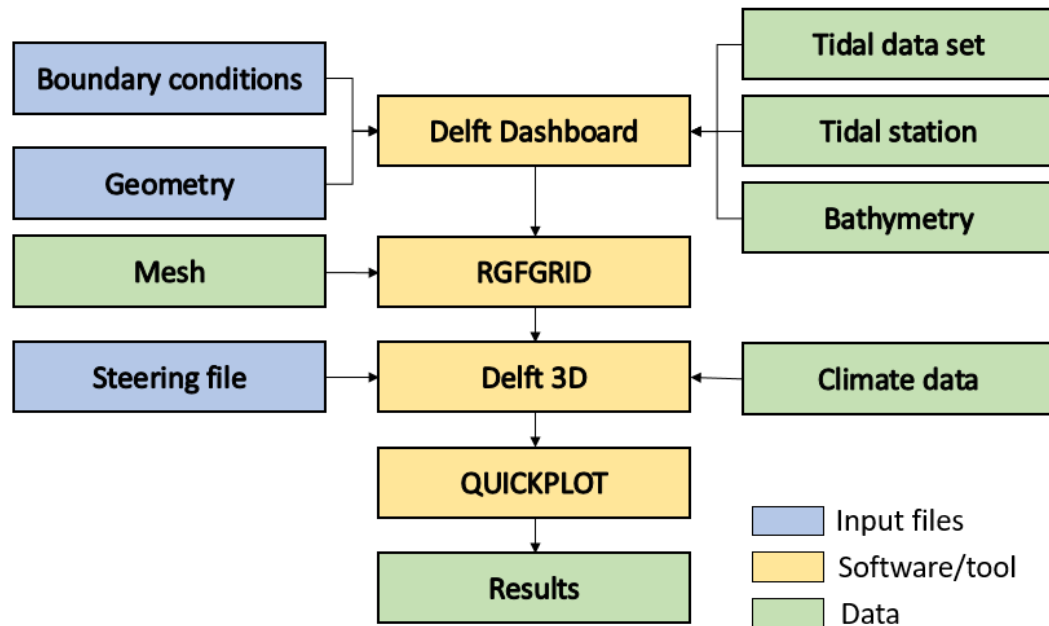 Boundary conditions
Geometry
Mesh
Steering file
Delft Dashboard
RGFGRID
Delft 3D
QUICKPLOT
Results
Tidal data set
Tidal station
Bathymetry
Climate data
Input files
Software/tool
Data